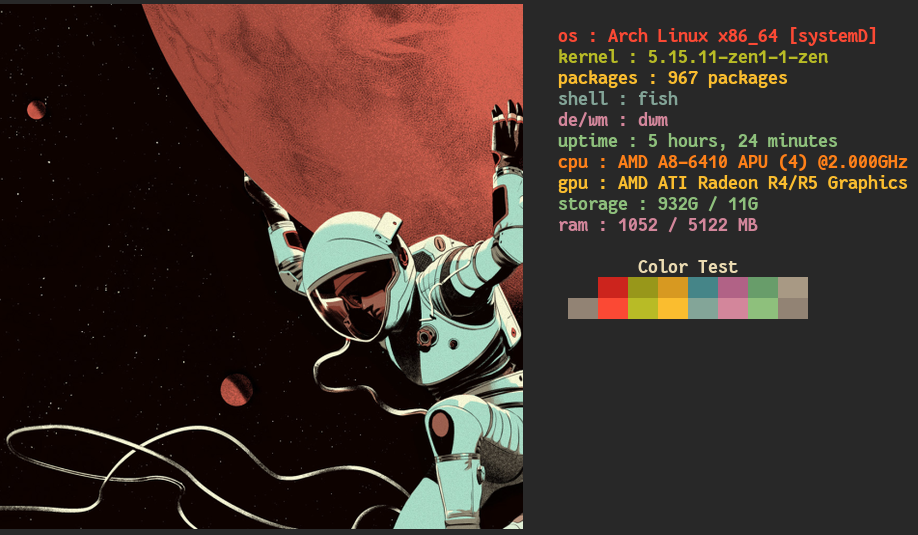 os : Arch Linux x86_64 [systemD]
kernel : 5.15.11-zen1-1-zen
packages : 967 packages
shell : fish
de/wm : dwm
uptime : 5 hours, 24 minutes
cpu : AMD A8-6410 APU (4) @2.000GHz
gpu : AMD ATI Radeon R4/R5 Graphics
storage : 932G / 11G
ram : 1052 / 5122 MB
Color Test